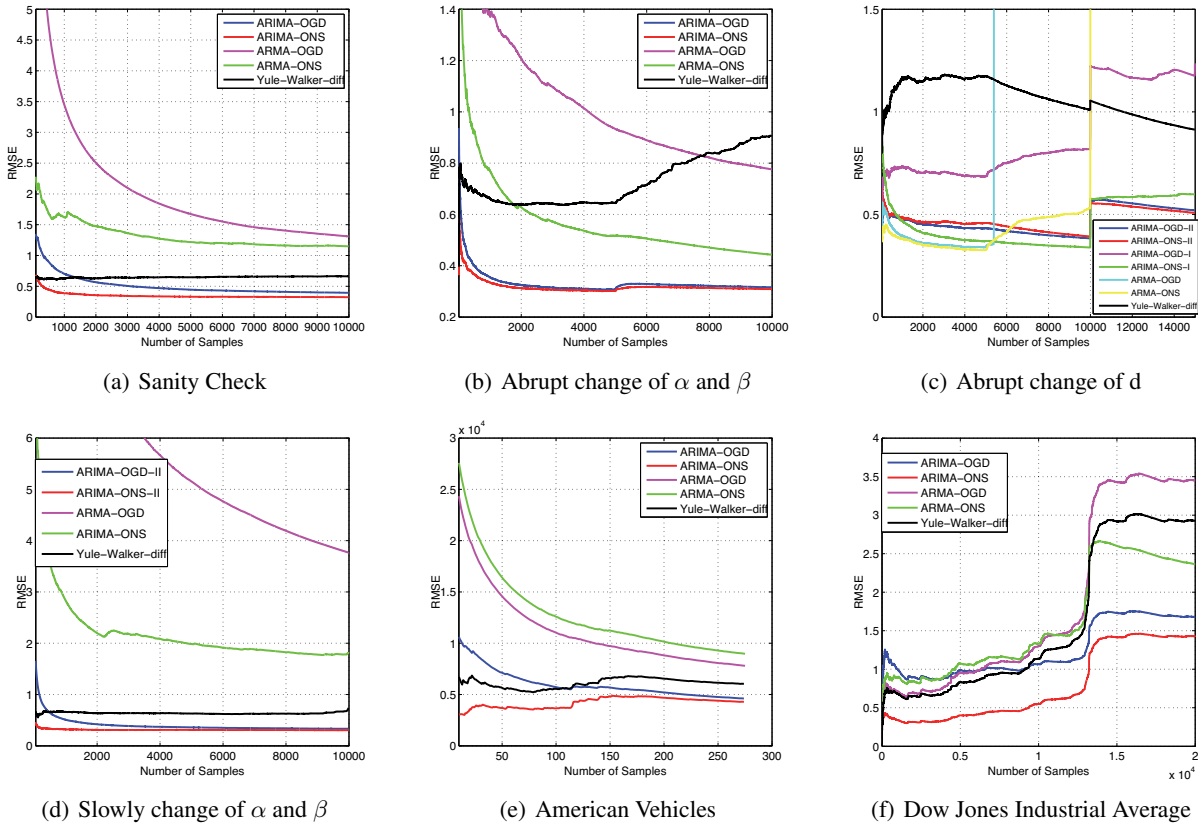 5
4.5
4
3.5
3
2.5
2
1.5
1
0.5
0
RMSE
ARIMA-OGD
ARIMA-ONS
ARMA-OGD
ARMA-ONS
Yule-Walker-diff
1000 2000 3000 4000 5000 6000 7000 8000 9000 10000
Number of Samples
(a) Sanity Check
1.4
1.2
1
0.8
0.6
0.4
0.2
RMSE
ARIMA-OGD
ARIMA-ONS
ARMA-OGD
ARMA-ONS
Yule-Walker-diff
2000 4000 6000 8000 10000
Number of Samples
(b) Abrupt change of α and β
1.5
1
0.5
0
RMSE
ARIMA-OGD-II
ARIMA-ONS-II
ARIMA-OGD-I
ARIMA-ONS-I
ARMA-OGD
ARMA-ONS
Yule-Walker-diff
2000 4000 6000 8000 10000 12000 14000
Number of Samples
(c) Abrupt change of d
6
5
4
3
2
1
0
RMSE
ARIMA-OGD-II
ARIMA-ONS-II
ARMA-OGD
ARIMA-ONS
Yule-Walker-diff
2000 4000 6000 8000 10000
Number of Samples
(d) Slowly change of α and β
x 10^4
3
2.5
2
1.5
1
0.5
0
RMSE
ARIMA-OGD
ARIMA-ONS
ARMA-OGD
ARMA-ONS
Yule-Walker-diff
50 100 150 200 250 300
Number of Samples
(e) American Vehicles
4
3.5
3
2.5
2
1.5
1
0.5
0
RMSE
ARIMA-OGD
ARIMA-ONS
ARMA-OGD
ARMA-ONS
Yule-Walker-diff
0 0.5 1 1.5 2
Number of Samples
x 10^4
(f) Dow Jones Industrial Average